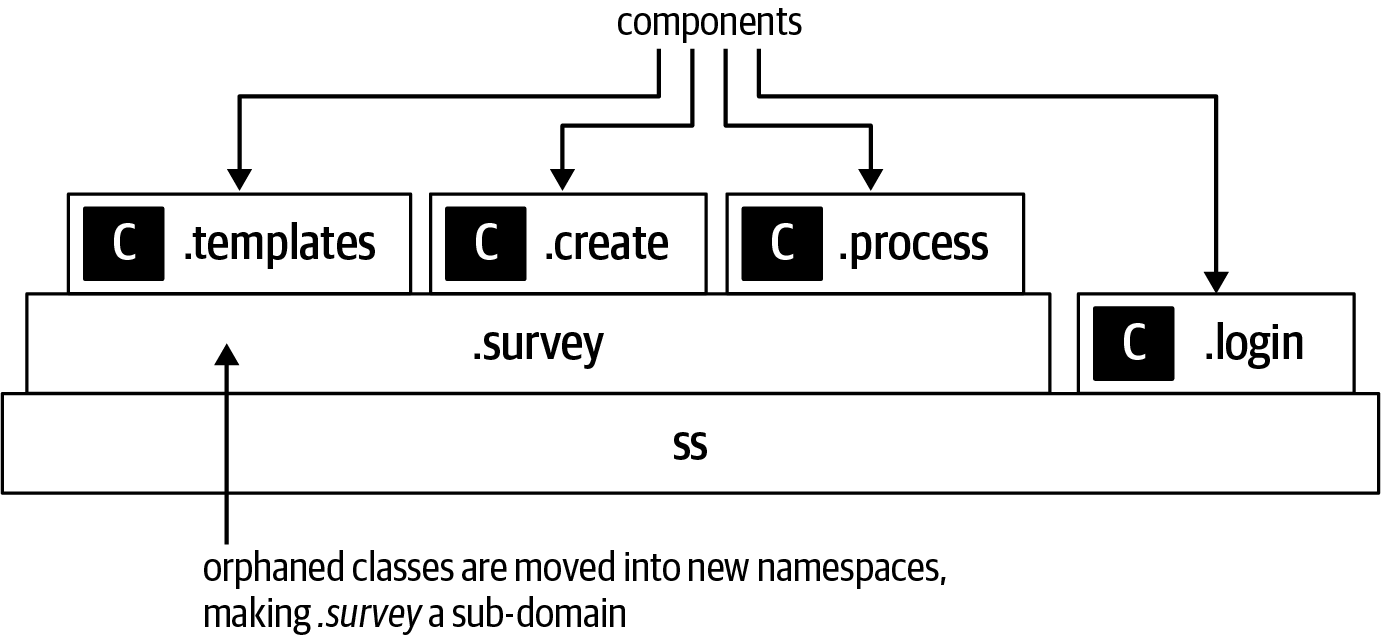 components
C .templates
C .create
C .process
.survey
C .login
ss
orphaned classes are moved into new namespaces,
making .survey a sub-domain